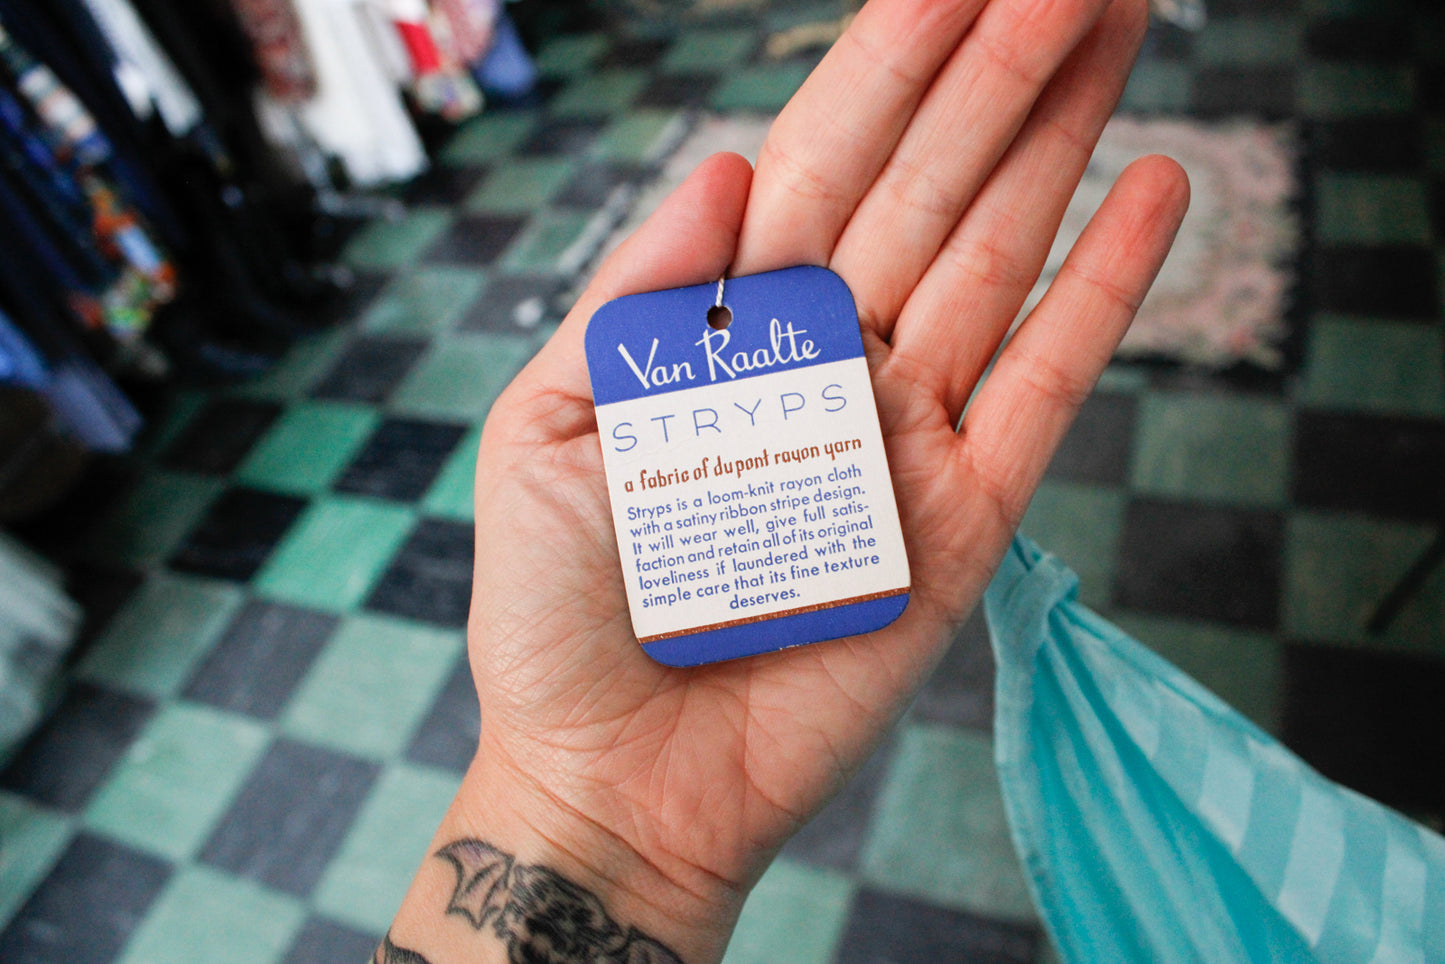 Van Raalte
STRYPS
a fabric of du pont rayon yarn
Stryps is a loom-knit rayon cloth
with a satiny ribbon stripe design.
It will wear well, give full satis-
faction and retain all of its original
loveliness if laundered with the
simple care that its fine texture
deserves.